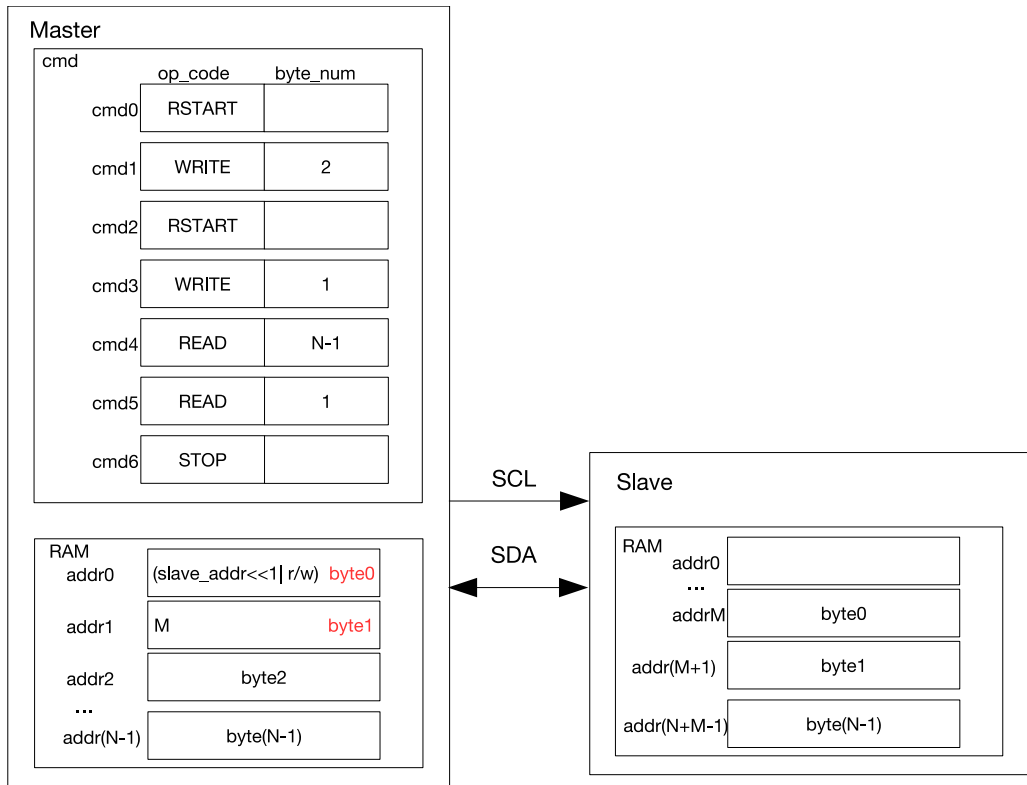 Master
cmd
op_code byte_num
cmd0 RSTART
cmd1 WRITE 2
cmd2 RSTART
cmd3 WRITE 1
cmd4 READ N-1
cmd5 READ 1
cmd6 STOP
RAM
addr0 (slave_addr<<1| r/w) byte0
addr1 M byte1
addr2 byte2
...
addr(N-1) byte(N-1)
SCL
SDA
Slave
RAM
addr0
...
addrM byte0
addr(M+1) byte1
addr(N+M-1) byte(N-1)